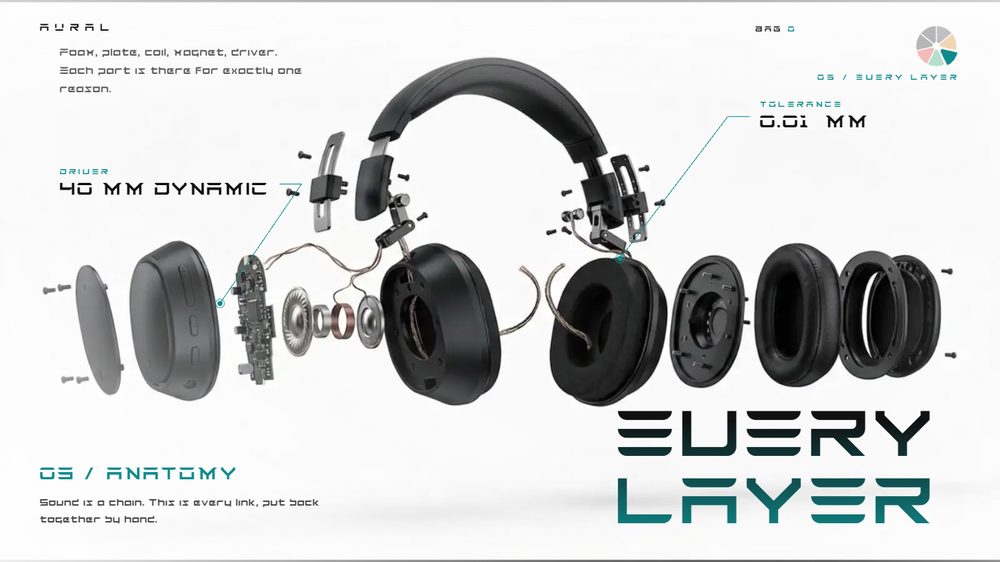 AURAL
Foam, plate, coil, magnet, driver.
Each part is there for exactly one
reason.
BAG 0
03 / EVERY LAYER
TOLERANCE
0.01 MM
DRIVER
40 MM DYNAMIC
EVERY
LAYER
03 / ANATOMY
Sound is a chain. This is every link, put back
together by hand.